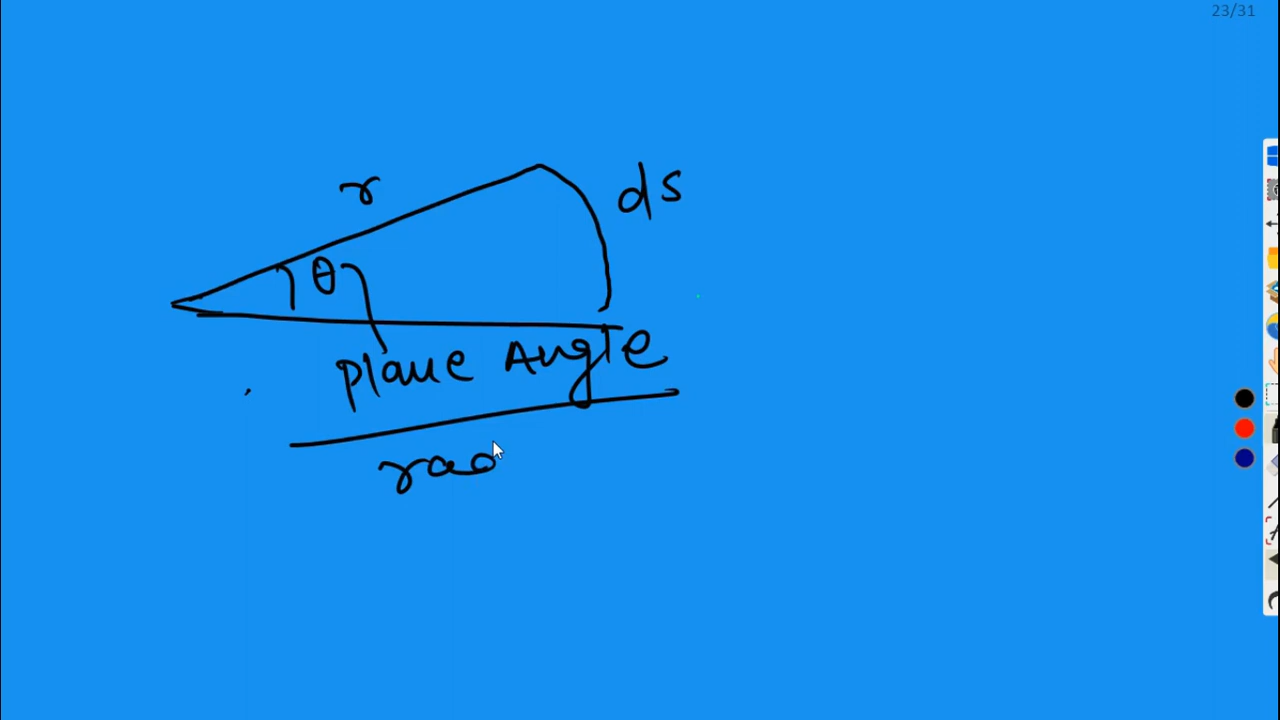 23/31
r
ds
θ
Plane Angle
rad